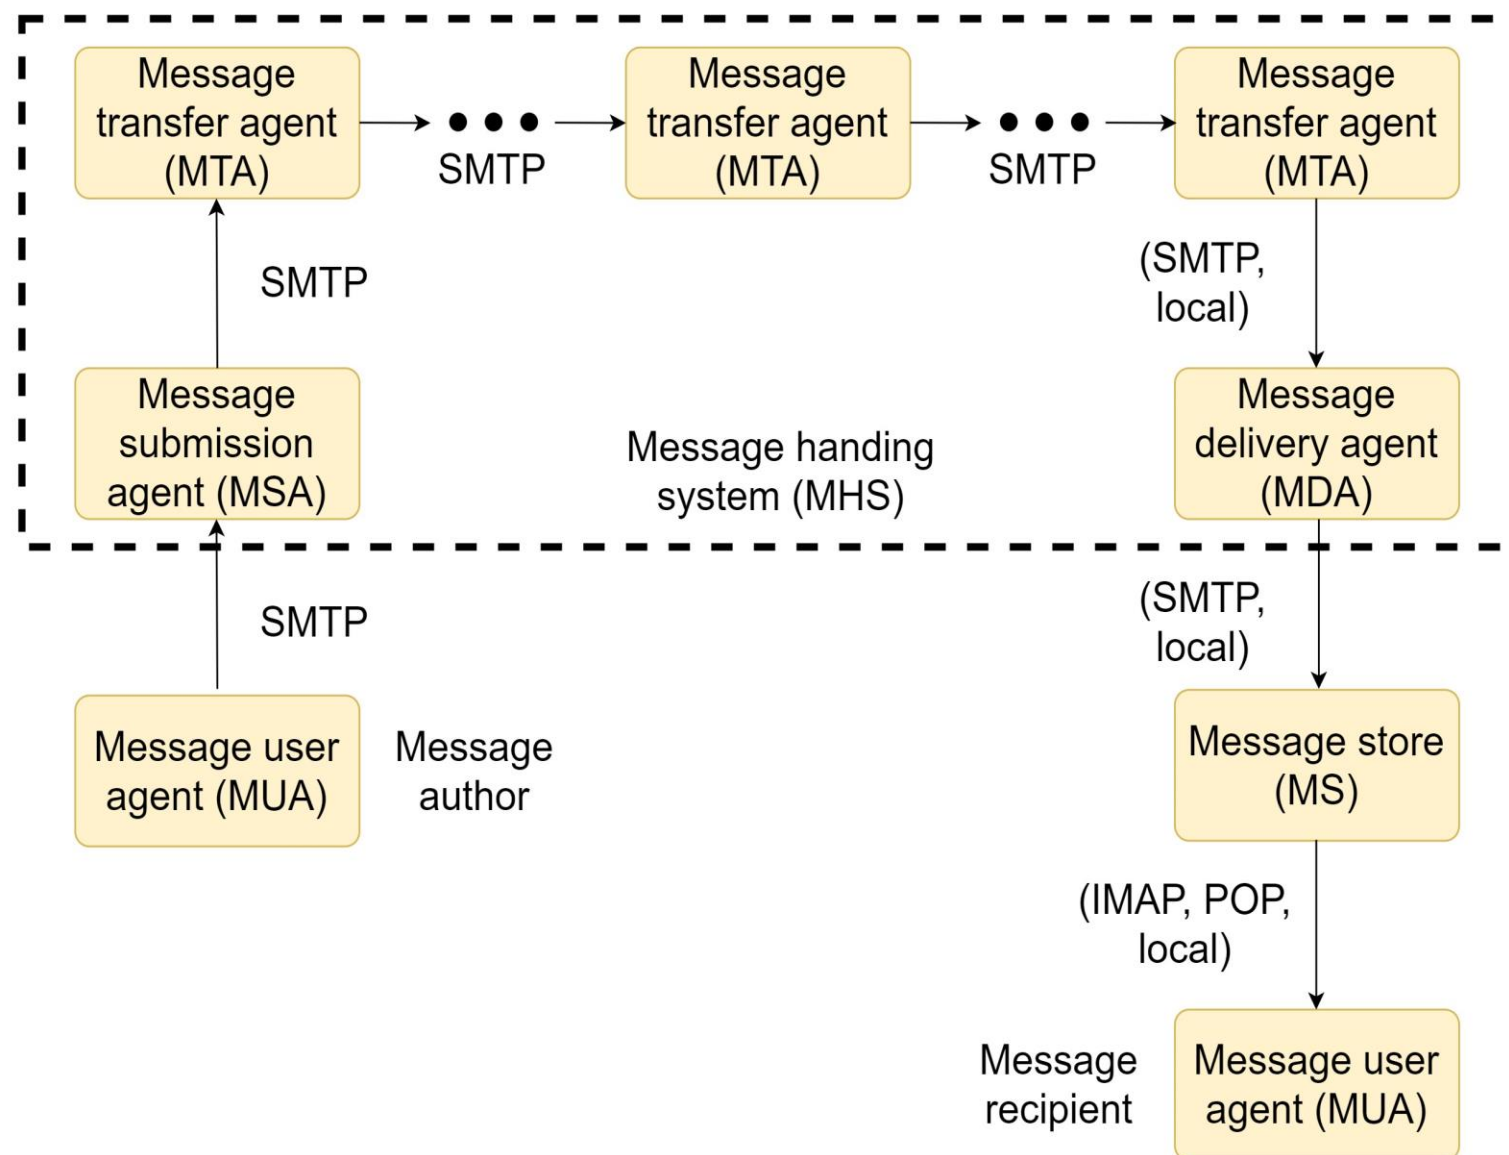 Message
transfer agent
(MTA)
SMTP
Message
transfer agent
(MTA)
SMTP
Message
transfer agent
(MTA)
SMTP
(SMTP,
local)
Message
submission
agent (MSA)
Message handing
system (MHS)
Message
delivery agent
(MDA)
SMTP
(SMTP,
local)
Message user
agent (MUA)
Message
author
Message store
(MS)
(IMAP, POP,
local)
Message
recipient
Message user
agent (MUA)